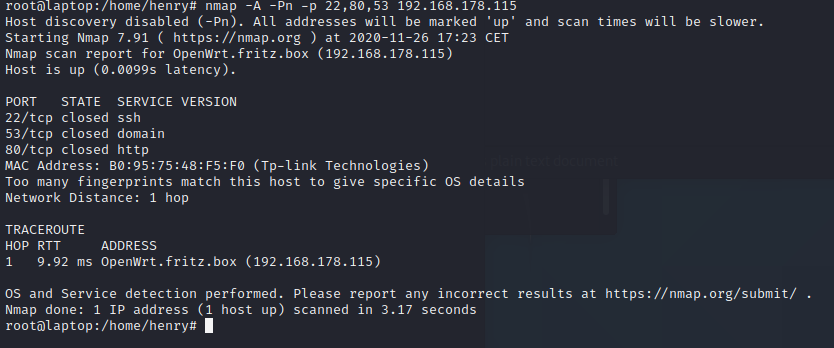 root@laptop:/home/henry# nmap -A -Pn -p 22,80,53 192.168.178.115
Host discovery disabled (-Pn). All addresses will be marked 'up' and scan times will be slower.
Starting Nmap 7.91 ( https://nmap.org ) at 2020-11-26 17:23 CET
Nmap scan report for OpenWrt.fritz.box (192.168.178.115)
Host is up (0.0099s latency).

PORT   STATE  SERVICE VERSION
22/tcp closed ssh
53/tcp closed domain
80/tcp closed http
MAC Address: B0:95:75:48:F5:F0 (Tp-link Technologies)
plain text document
Too many fingerprints match this host to give specific OS details
Network Distance: 1 hop

TRACEROUTE
HOP RTT     ADDRESS
1   9.92 ms OpenWrt.fritz.box (192.168.178.115)

OS and Service detection performed. Please report any incorrect results at https://nmap.org/submit/ .
Nmap done: 1 IP address (1 host up) scanned in 3.17 seconds
root@laptop:/home/henry#